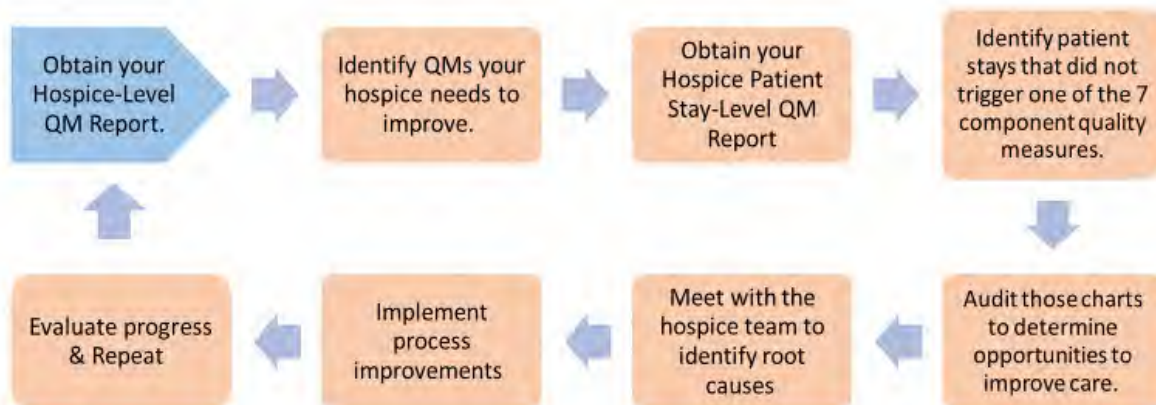 Obtain your
Hospice-Level
QM Report.
Identify QMs your
hospice needs to
improve.
Obtain your
Hospice Patient
Stay-Level QM
Report
Identify patient
stays that did not
trigger one of the 7
component quality
measures.
Audit those charts
to determine
opportunities to
improve care.
Meet with the
hospice team to
identify root
causes
Implement
process
improvements
Evaluate progress
& Repeat